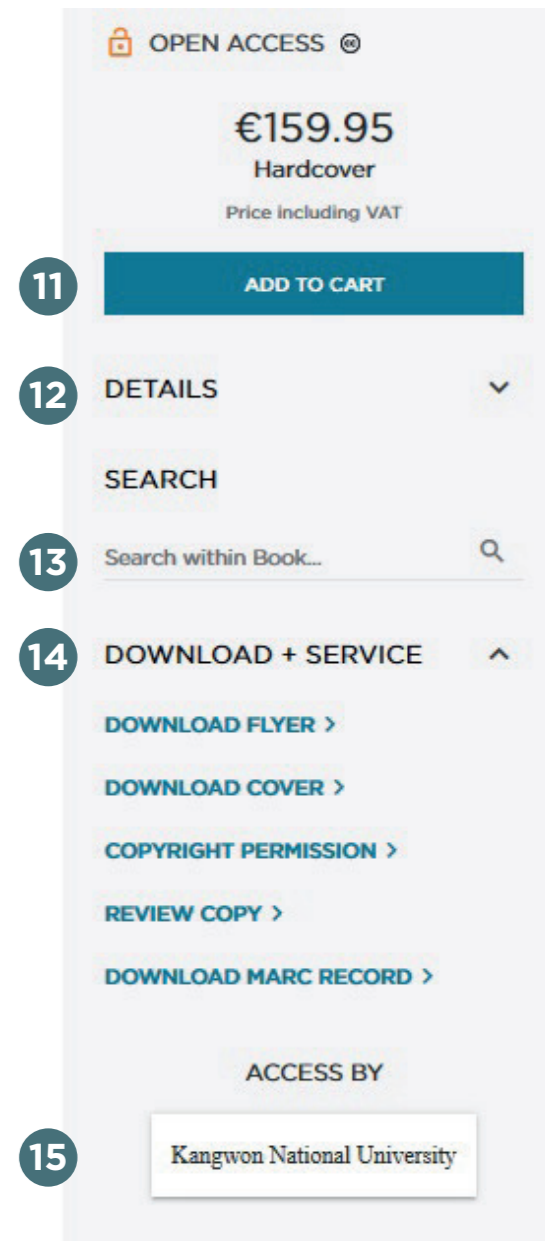 OPEN ACCESS
€159.95
Hardcover
Price including VAT
11 ADD TO CART
12 DETAILS
SEARCH
13 Search within Book...
14 DOWNLOAD + SERVICE
DOWNLOAD FLYER >
DOWNLOAD COVER >
COPYRIGHT PERMISSION >
REVIEW COPY >
DOWNLOAD MARC RECORD >
ACCESS BY
15 Kangwon National University